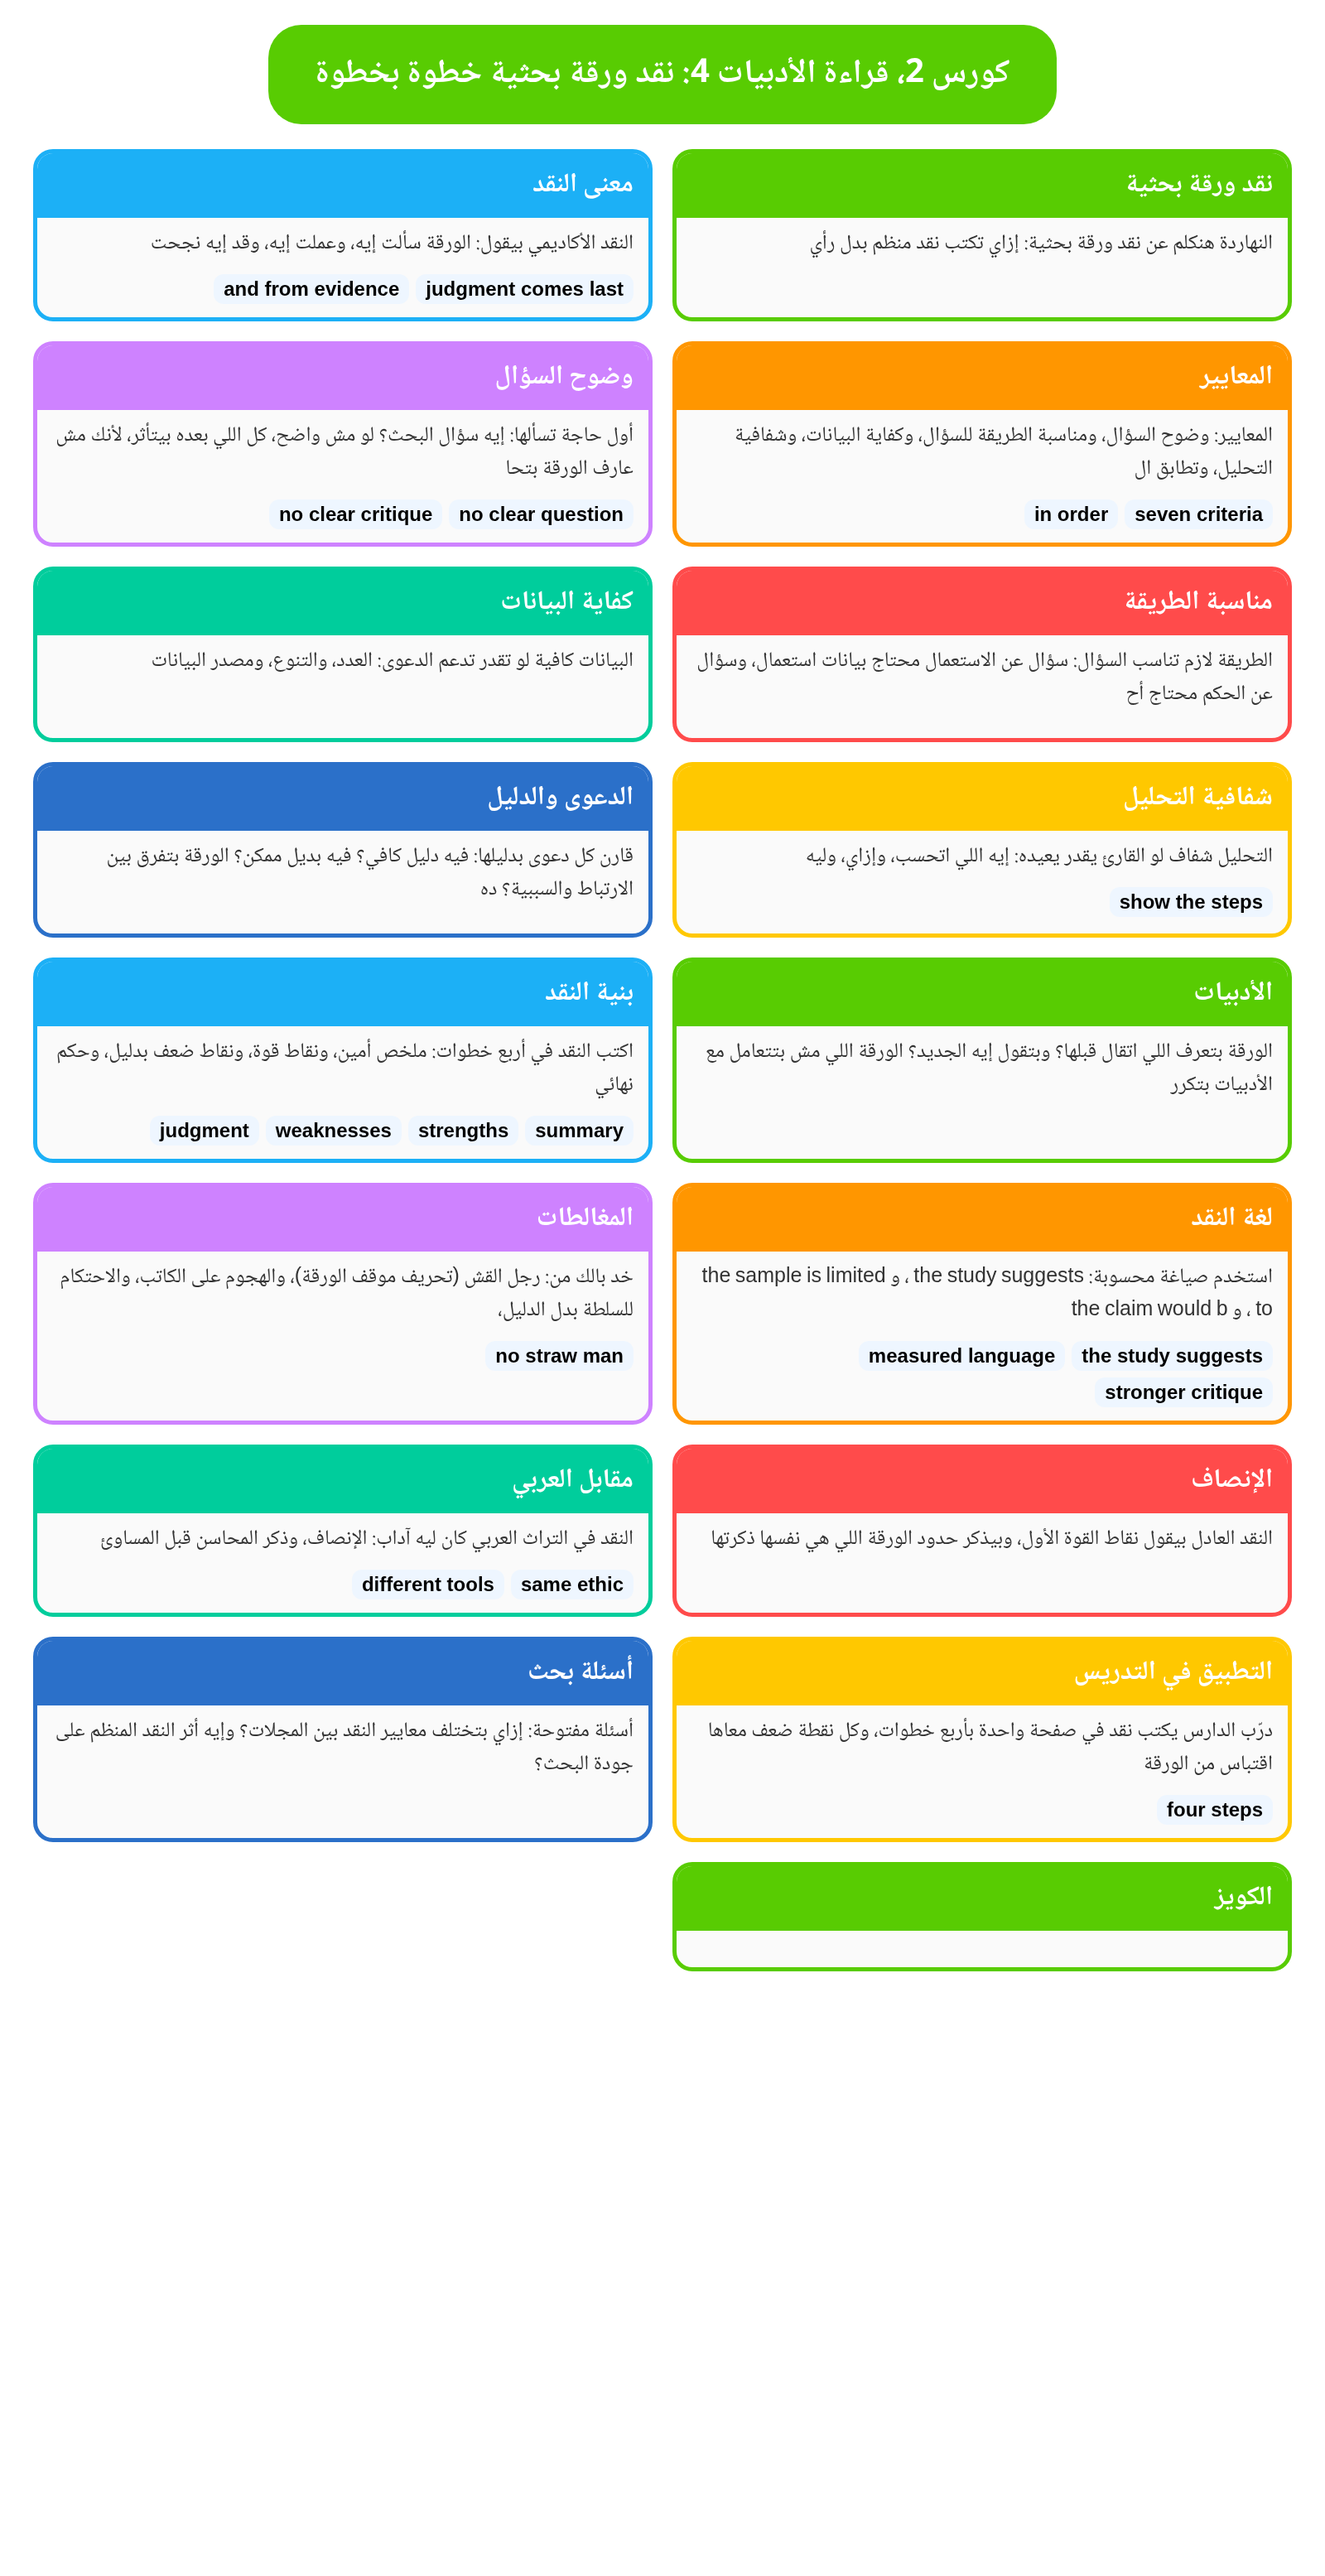 كورس 2، قراءة الأدبيات 4: نقد ورقة بحثية خطوة بخطوة
نقد ورقة بحثية
النهاردة هنكلم عن نقد ورقة بحثية: إزاي تكتب نقد منظم بدل رأي
معنى النقد
النقد الأكاديمي بيقول: الورقة سألت إيه، وعملت إيه، وقد إيه نجحت
judgment comes last
and from evidence
المعايير
المعايير: وضوح السؤال، ومناسبة الطريقة للسؤال، وكفاية البيانات، وشفافية
التحليل، وتطابق ال
seven criteria
in order
وضوح السؤال
أول حاجة تسألها: إيه سؤال البحث؟ لو مش واضح، كل اللي بعده بيتأثر، لأنك مش
عارف الورقة بتحا
no clear question
no clear critique
مناسبة الطريقة
الطريقة لازم تناسب السؤال: سؤال عن الاستعمال محتاج بيانات استعمال، وسؤال
عن الحكم محتاج أح
كفاية البيانات
البيانات كافية لو تقدر تدعم الدعوى: العدد، والتنوع، ومصدر البيانات
شفافية التحليل
التحليل شفاف لو القارئ يقدر يعيده: إيه اللي اتحسب، وإزاي، وليه
show the steps
الدعوى والدليل
قارن كل دعوى بدليلها: فيه دليل كافي؟ فيه بديل ممكن؟ الورقة بتفرق بين
الارتباط والسببية؟ ده
الأدبيات
الورقة بتعرف اللي اتقال قبلها؟ وبتقول إيه الجديد؟ الورقة اللي مش بتتعامل مع
الأدبيات بتكرر
بنية النقد
اكتب النقد في أربع خطوات: ملخص أمين، ونقاط قوة، ونقاط ضعف بدليل، وحكم
نهائي
summary
strengths
weaknesses
judgment
لغة النقد
استخدم صياغة محسوبة: the study suggests ، و the sample is limited
to ، و the claim would b
the study suggests
measured language
stronger critique
المغالطات
خد بالك من: رجل القش (تحريف موقف الورقة)، والهجوم على الكاتب، والاحتكام
للسلطة بدل الدليل،
no straw man
الإنصاف
النقد العادل بيقول نقاط القوة الأول، وبيذكر حدود الورقة اللي هي نفسها ذكرتها
مقابل العربي
النقد في التراث العربي كان ليه آداب: الإنصاف، وذكر المحاسن قبل المساوئ
same ethic
different tools
التطبيق في التدريس
درّب الدارس يكتب نقد في صفحة واحدة بأربع خطوات، وكل نقطة ضعف معاها
اقتباس من الورقة
four steps
أسئلة بحث
أسئلة مفتوحة: إزاي بتختلف معايير النقد بين المجلات؟ وإيه أثر النقد المنظم على
جودة البحث؟
الكويز